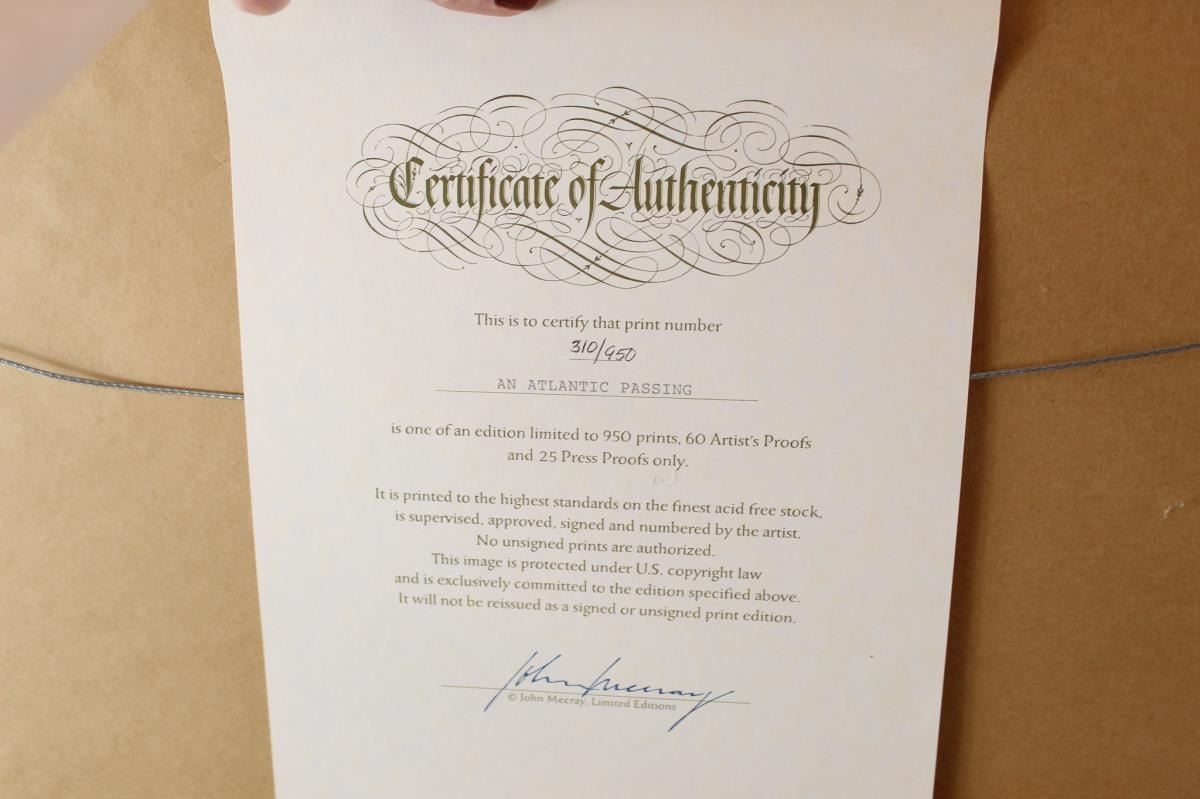 Certificate of Authenticity
This is to certify that print number
310/950
AN ATLANTIC PASSING
is one of an edition limited to 950 prints, 60 Artist's Proofs
and 25 Press Proofs only.
It is printed to the highest standards on the finest acid free stock,
is supervised, approved, signed and numbered by the artist.
No unsigned prints are authorized.
This image is protected under U.S. copyright law
and is exclusively committed to the edition specified above.
It will not be reissued as a signed or unsigned print edition.
John Mecray
© John Mecray, Limited Editions